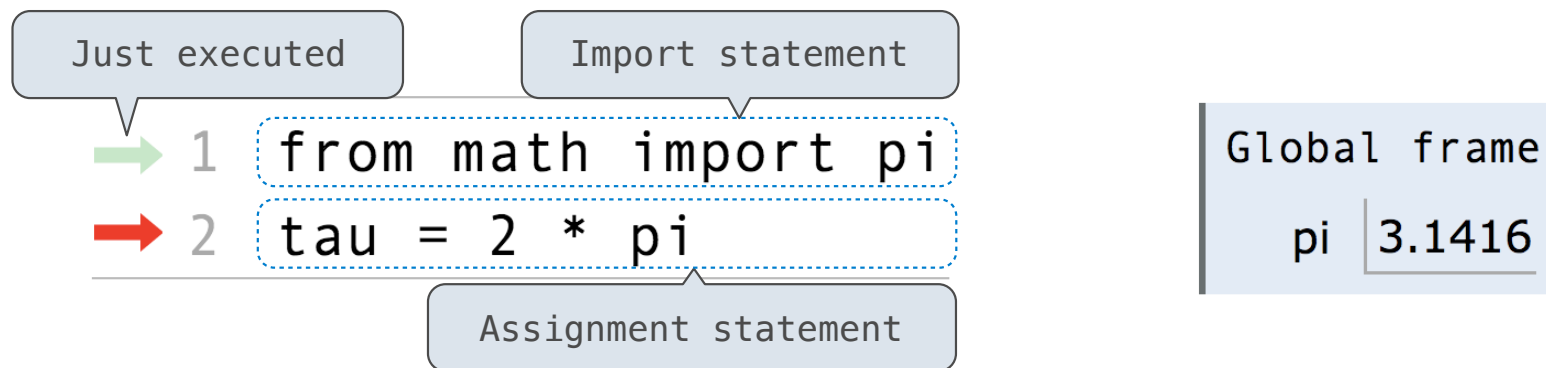 Just executed
Import statement
1 from math import pi
2 tau = 2 * pi
Assignment statement
Global frame
pi 3.1416